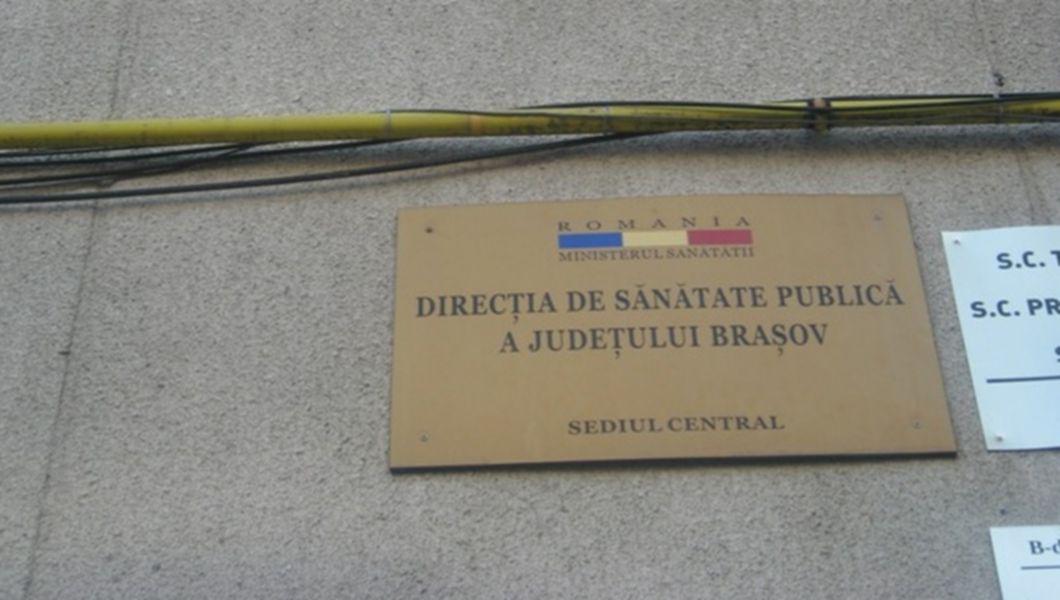 ROMANIA
MINISTERUL SANATATII
DIRECȚIA DE SĂNĂTATE PUBLICĂ
A JUDEȚULUI BRAȘOV
SEDIUL CENTRAL
S.C.
S.C.